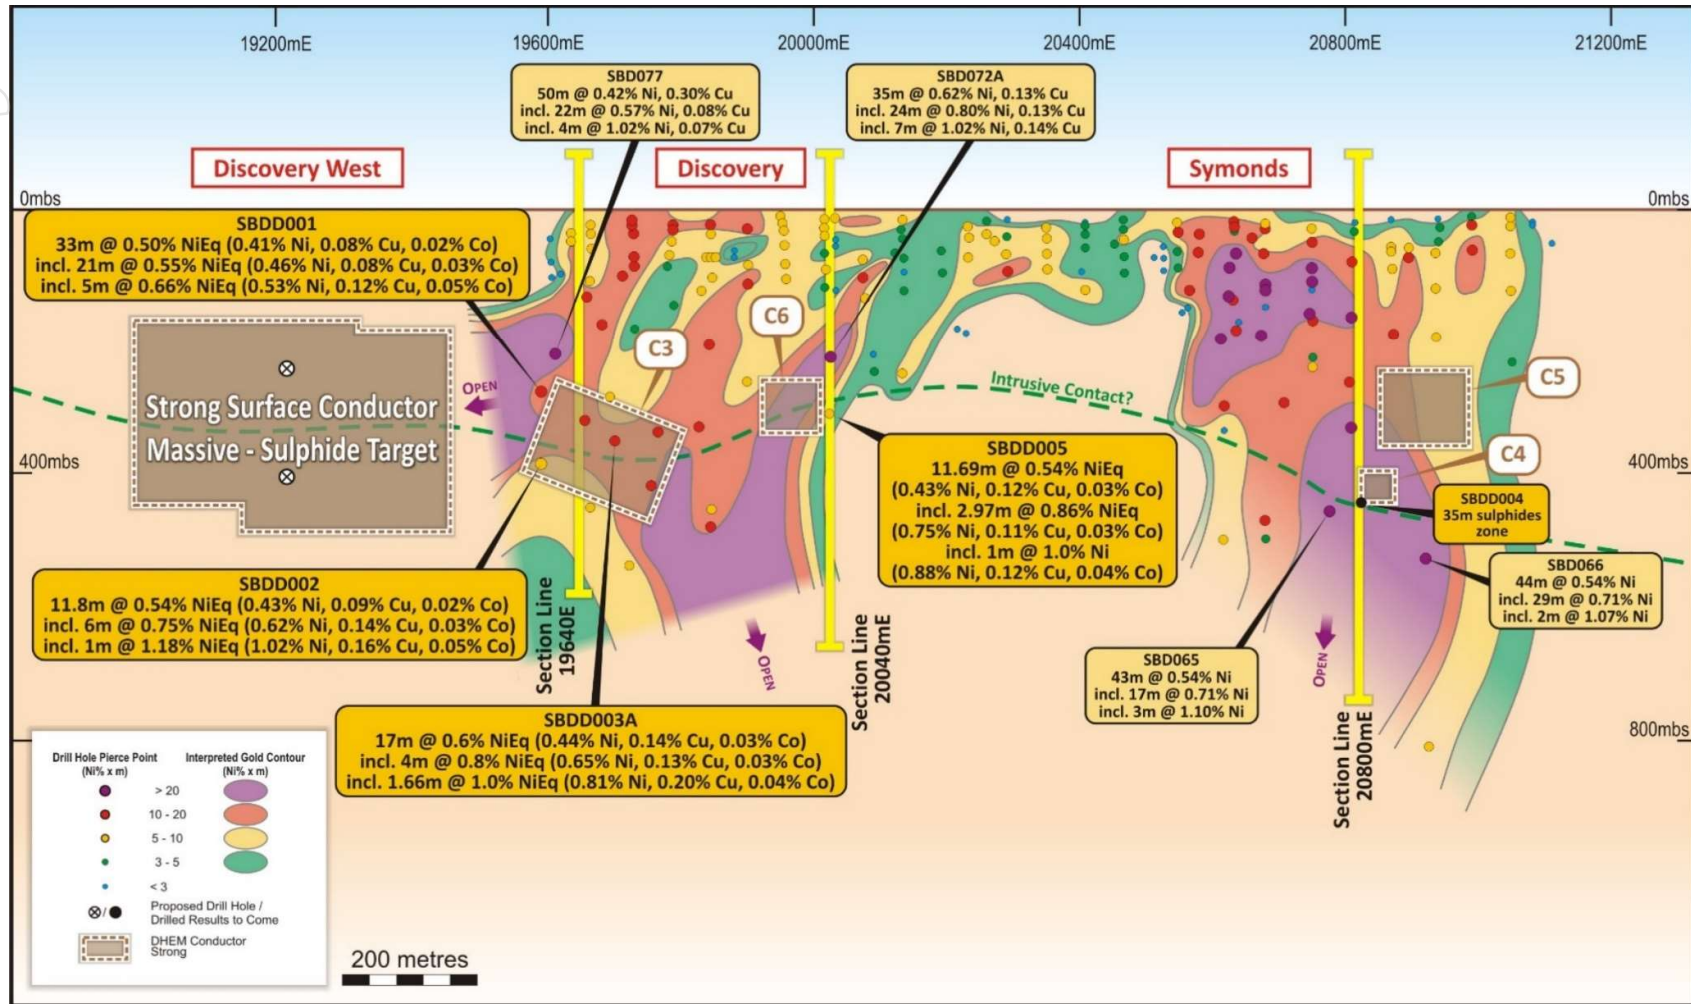 19200mE
19600mE
20000mE
20400mE
20800mE
21200mE
SBD077
50m @ 0.42% Ni, 0.30% Cu
incl. 22m @ 0.57% Ni, 0.08% Cu
incl. 4m @ 1.02% Ni, 0.07% Cu
SBD072A
35m @ 0.62% Ni, 0.13% Cu
incl. 24m @ 0.80% Ni, 0.13% Cu
incl. 7m @ 1.02% Ni, 0.14% Cu
Discovery West
Discovery
Symonds
0mbs
0mbs
SBDD001
33m @ 0.50% NiEq (0.41% Ni, 0.08% Cu, 0.02% Co)
incl. 21m @ 0.55% NiEq (0.46% Ni, 0.08% Cu, 0.03% Co)
incl. 5m @ 0.66% NiEq (0.53% Ni, 0.12% Cu, 0.05% Co)
C6
C3
Strong Surface Conductor
Massive - Sulphide Target
OPEN
Intrusive Contact?
C5
C4
400mbs
400mbs
SBDD005
11.69m @ 0.54% NiEq
(0.43% Ni, 0.12% Cu, 0.03% Co)
incl. 2.97m @ 0.86% NiEq
(0.75% Ni, 0.11% Cu, 0.03% Co)
incl. 1m @ 1.0% Ni
(0.88% Ni, 0.12% Cu, 0.04% Co)
SBDD004
35m sulphides
zone
SBD066
44m @ 0.54% Ni
incl. 29m @ 0.71% Ni
incl. 2m @ 1.07% Ni
SBDD002
11.8m @ 0.54% NiEq (0.43% Ni, 0.09% Cu, 0.02% Co)
incl. 6m @ 0.75% NiEq (0.62% Ni, 0.14% Cu, 0.03% Co)
incl. 1m @ 1.18% NiEq (1.02% Ni, 0.16% Cu, 0.05% Co)
Section Line
19640E
OPEN
Section Line
20040mE
SBD065
43m @ 0.54% Ni
incl. 17m @ 0.71% Ni
incl. 3m @ 1.10% Ni
OPEN
Section Line
20800mE
SBDD003A
17m @ 0.6% NiEq (0.44% Ni, 0.14% Cu, 0.03% Co)
incl. 4m @ 0.8% NiEq (0.65% Ni, 0.13% Cu, 0.03% Co)
incl. 1.66m @ 1.0% NiEq (0.81% Ni, 0.20% Cu, 0.04% Co)
800mbs
Drill Hole Pierce Point
(Ni% x m)
Interpreted Gold Contour
(Ni% x m)
> 20
10 - 20
5 - 10
3 - 5
< 3
Proposed Drill Hole /
Drilled Results to Come
DHEM Conductor
Strong
200 metres